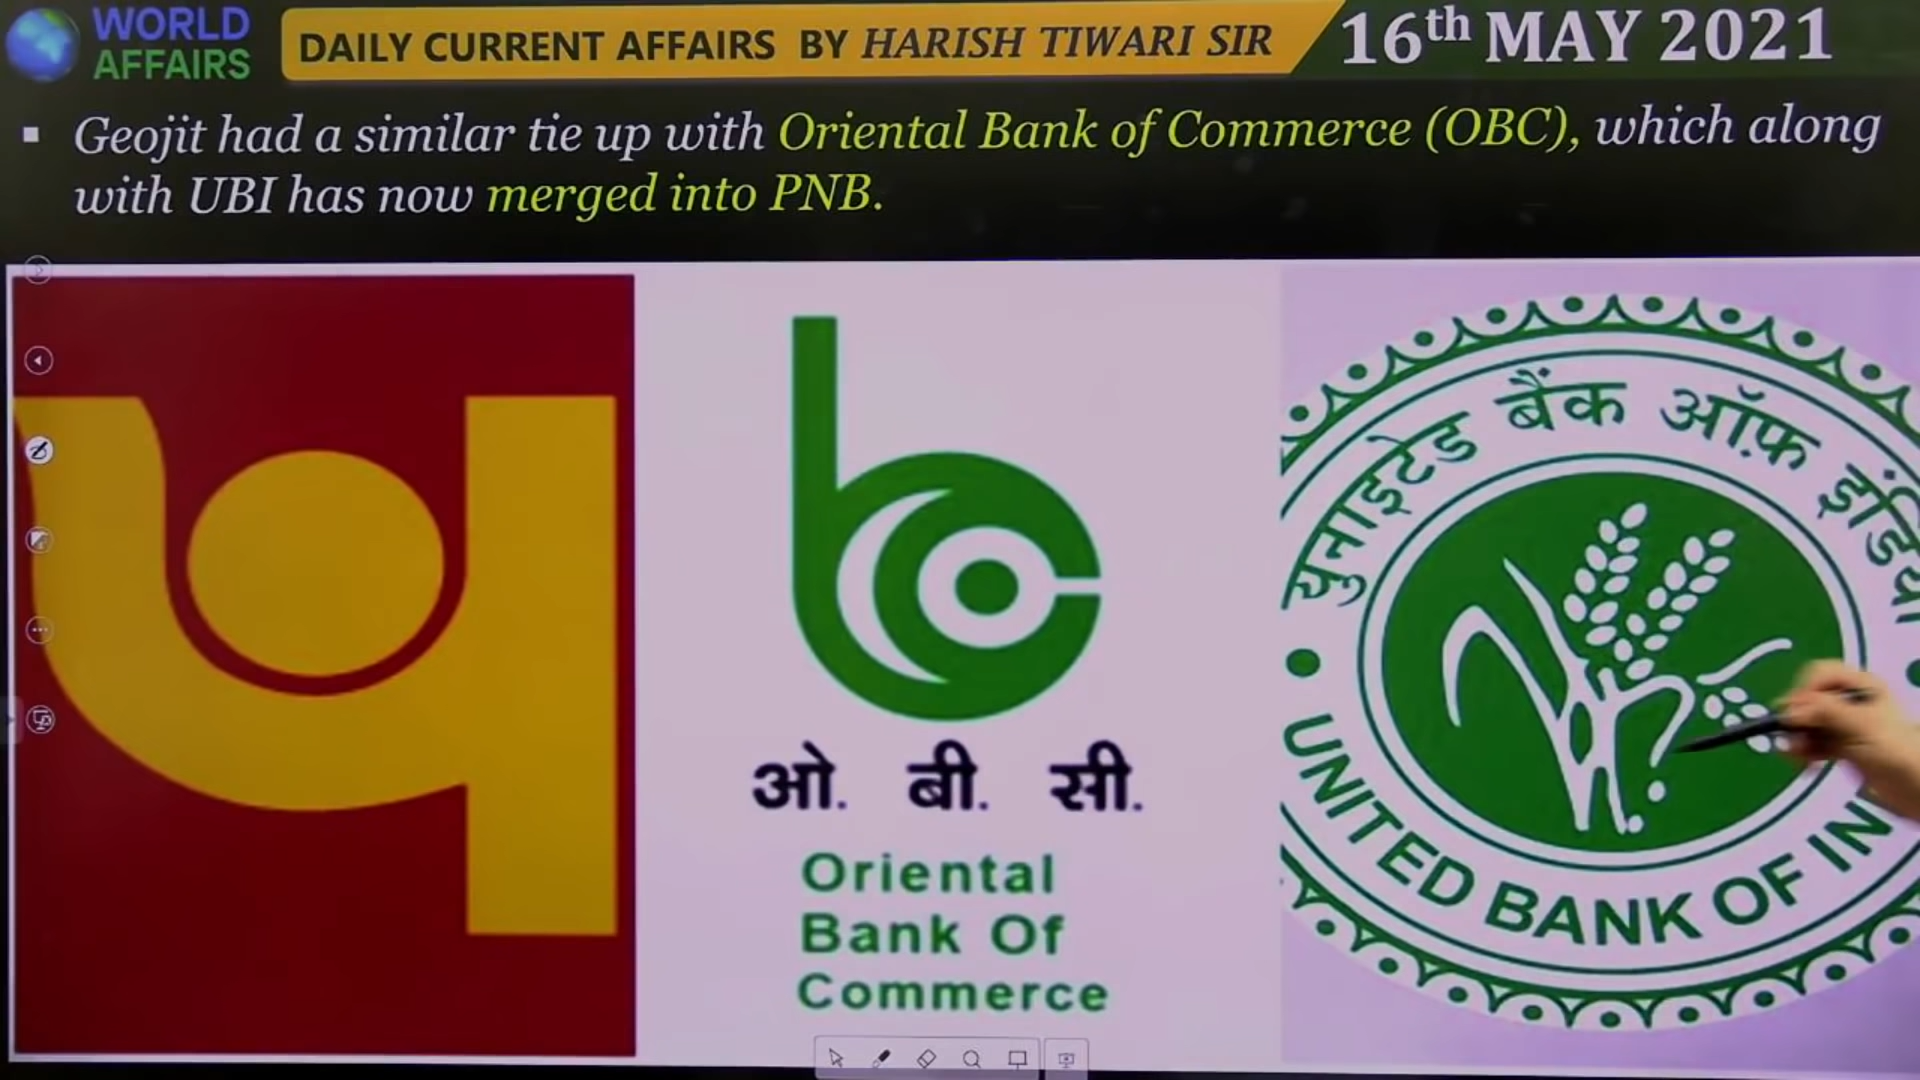 WORLD
AFFAIRS
DAILY CURRENT AFFAIRS BY HARISH TIWARI SIR
16th MAY 2021
▪ Geojit had a similar tie up with Oriental Bank of Commerce (OBC), which along
with UBI has now merged into PNB.
ओ. बी. सी.
Oriental
Bank Of
Commerce
यूनाइटेड बैंक ऑफ़ इंडिया
UNITED BANK OF IN